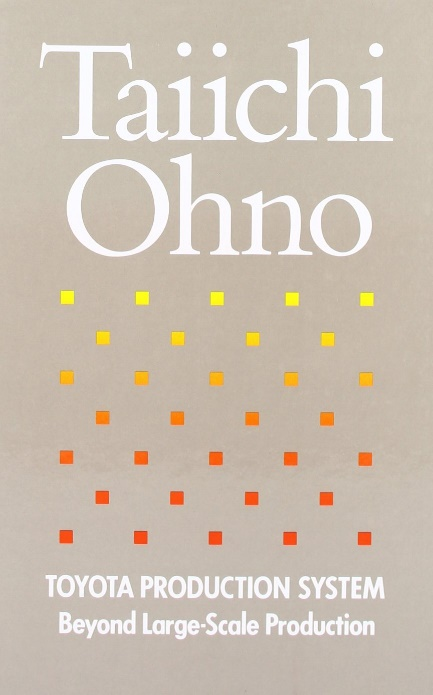 Taiichi
Ohno
TOYOTA PRODUCTION SYSTEM
Beyond Large-Scale Production